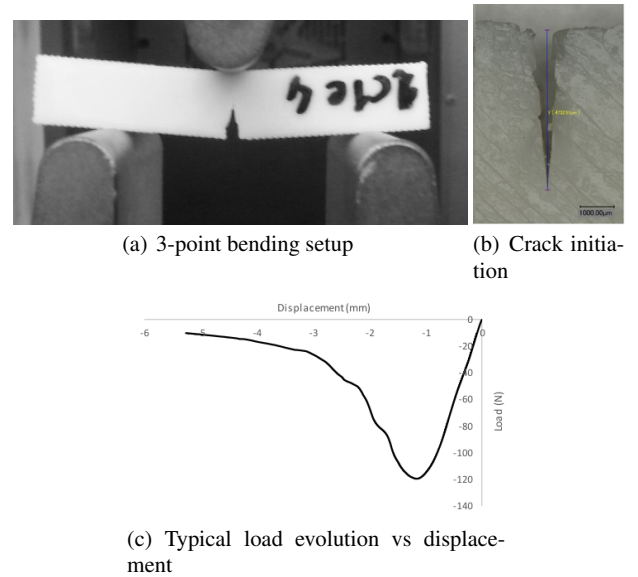 (a) 3-point bending setup
1000.00µm
(b) Crack initia-
tion
Displacement (mm)
-6 -5 -4 -3 -2 -1 0
0
-20
-40
-60
-80
-100
-120
-140
Load (N)
(c) Typical load evolution vs displace-
ment